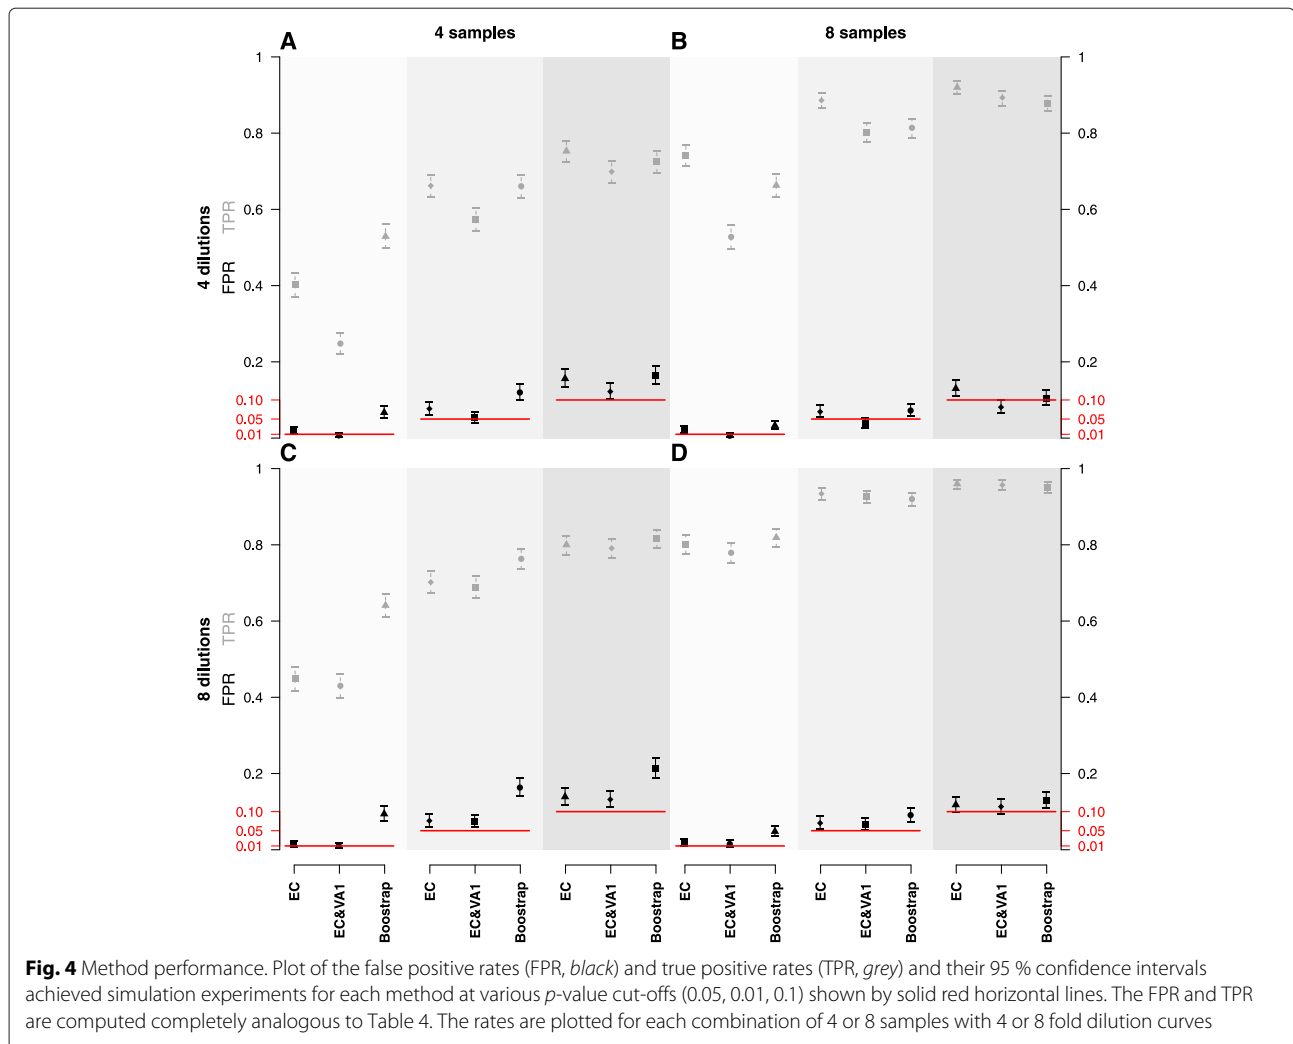 4 samples
8 samples
A
B
4 dilutions
FPR
TPR
1
0.8
0.6
0.4
0.2
0.10
0.05
0.01
1
0.8
0.6
0.4
0.2
0.10
0.05
0.01
C
D
8 dilutions
FPR
TPR
1
0.8
0.6
0.4
0.2
0.10
0.05
0.01
1
0.8
0.6
0.4
0.2
0.10
0.05
0.01
EC
EC&VA1
Boostrap
EC
EC&VA1
Boostrap
EC
EC&VA1
Boostrap
EC
EC&VA1
Boostrap
EC
EC&VA1
Boostrap
EC
EC&VA1
Boostrap
Fig. 4 Method performance. Plot of the false positive rates (FPR, black) and true positive rates (TPR, grey) and their 95 % confidence intervals
achieved simulation experiments for each method at various p-value cut-offs (0.05, 0.01, 0.1) shown by solid red horizontal lines. The FPR and TPR
are computed completely analogous to Table 4. The rates are plotted for each combination of 4 or 8 samples with 4 or 8 fold dilution curves